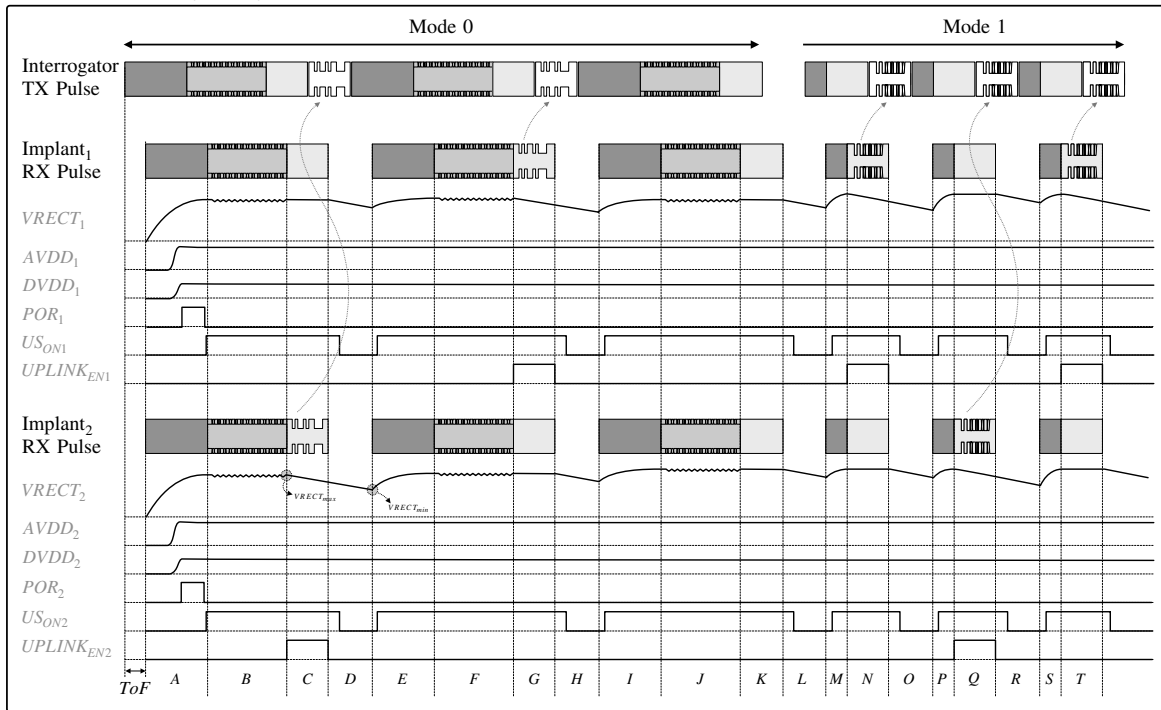 Mode 0
Mode 1
Interrogator
TX Pulse
Implant1
RX Pulse
VRECT1
AVDD1
DVDD1
POR1
USON1
UPLINKEN1
Implant2
RX Pulse
VRECT2
VRECTmax
VRECTmin
AVDD2
DVDD2
POR2
USON2
UPLINKEN2
ToF A B C D E F G H I J K L M N O P Q R S T